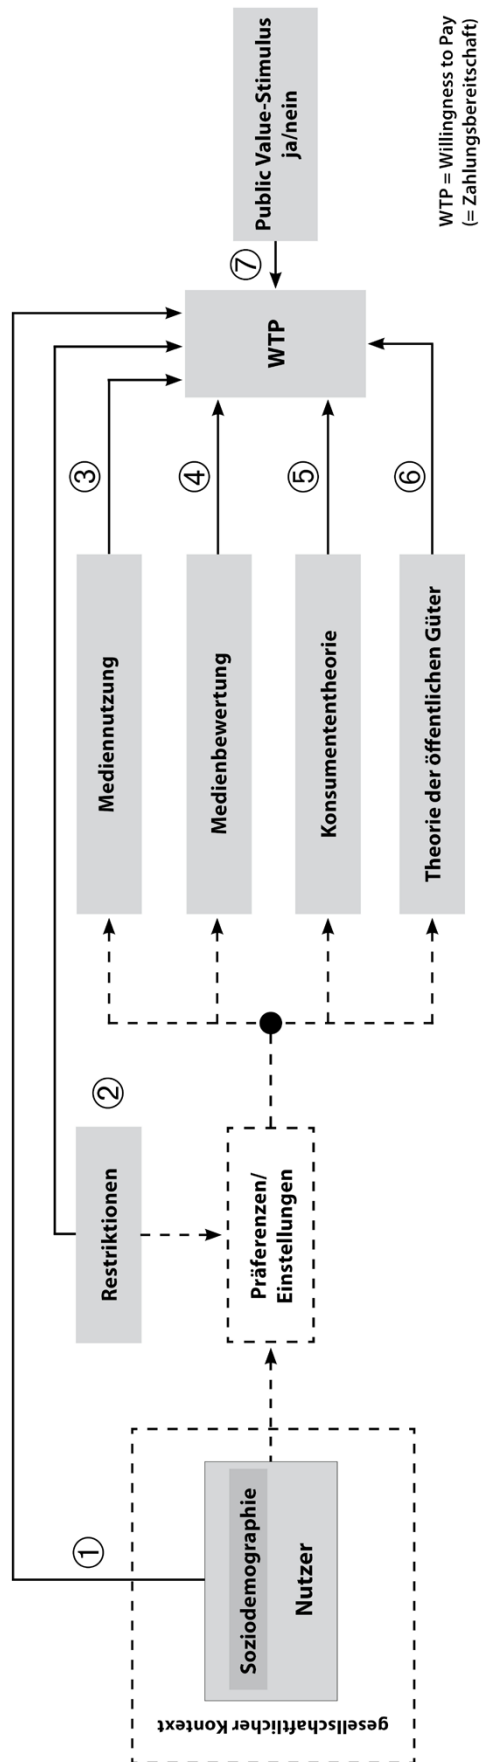 gesellschaftlicher Kontext
Soziodemographie
Nutzer
①
Restriktionen
②
Präferenzen/
Einstellungen
Mediennutzung
Medienbewertung
Konsumententheorie
Theorie der öffentlichen Güter
③
④
⑤
⑥
WTP
⑦
Public Value-Stimulus
ja/nein
WTP = Willingness to Pay
(= Zahlungsbereitschaft)